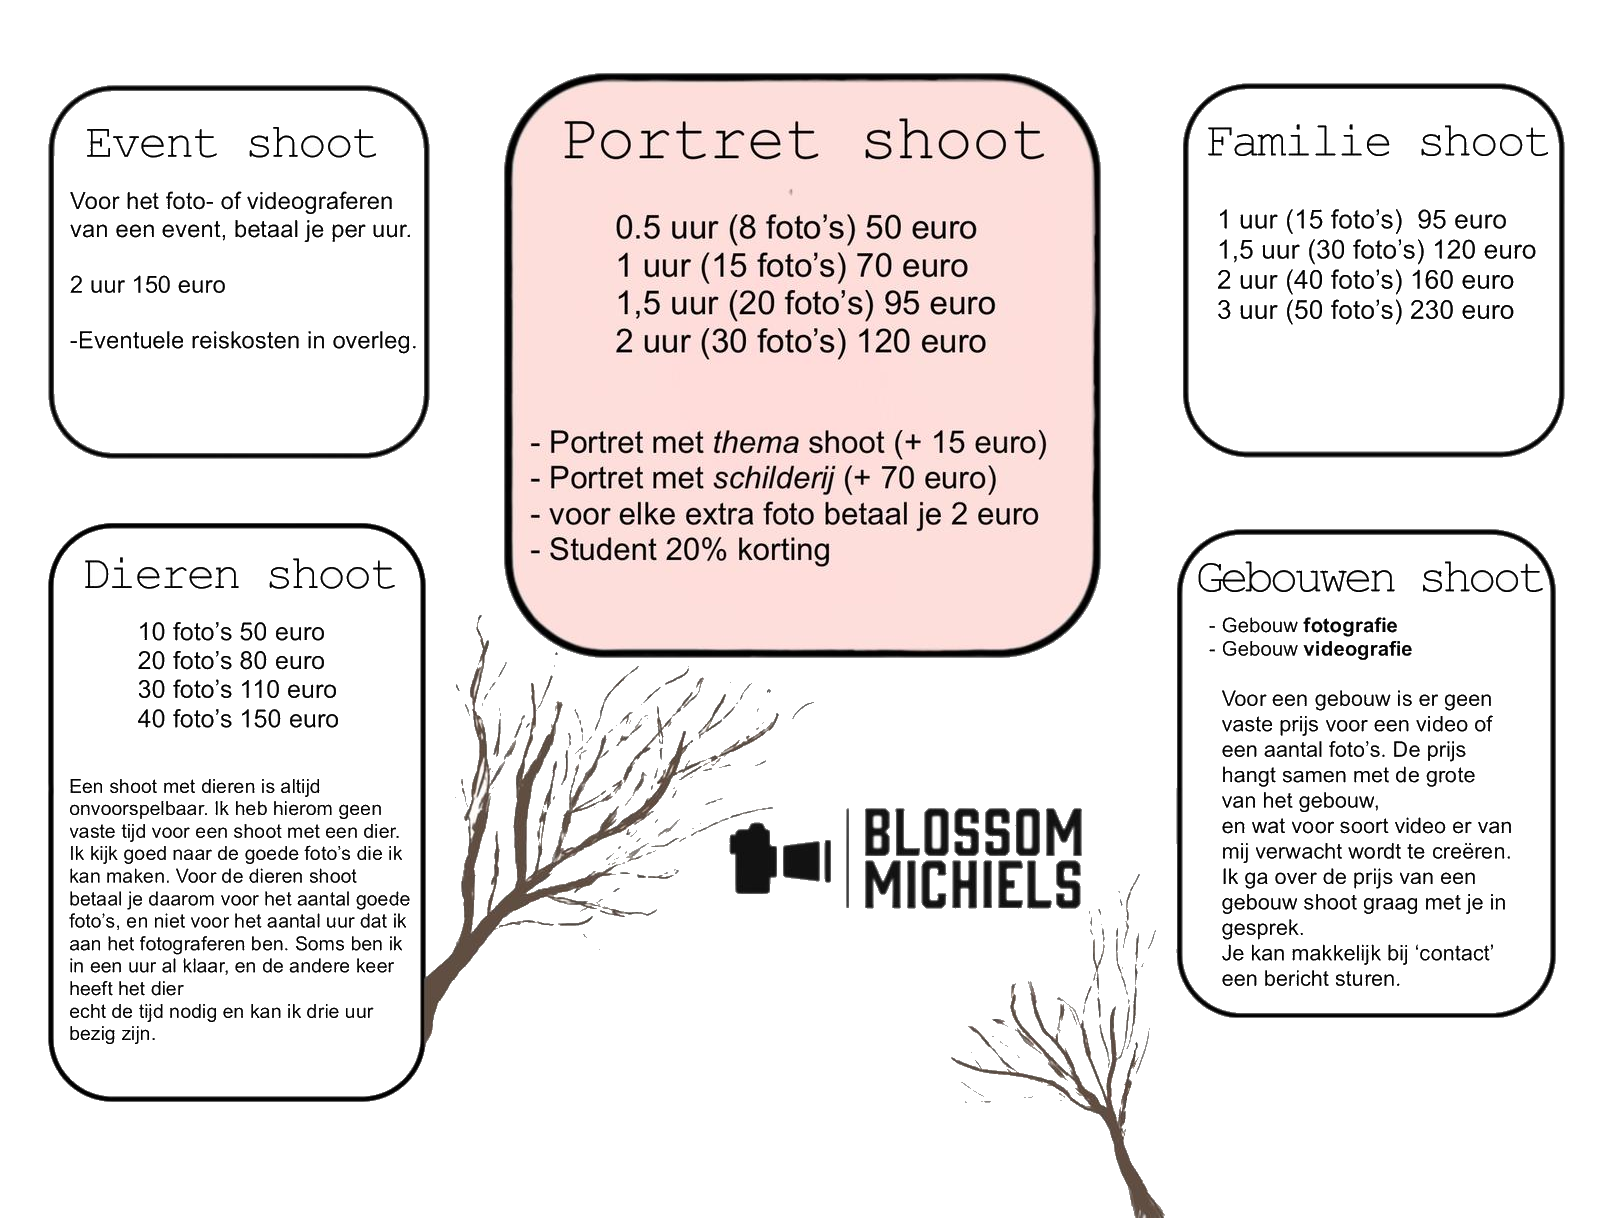 Event shoot
Voor het foto- of videograferen
van een event, betaal je per uur.
2 uur 150 euro
-Eventuele reiskosten in overleg.
Portret shoot
0.5 uur (8 foto’s) 50 euro
1 uur (15 foto’s) 70 euro
1,5 uur (20 foto’s) 95 euro
2 uur (30 foto’s) 120 euro
- Portret met thema shoot (+ 15 euro)
- Portret met schilderij (+ 70 euro)
- voor elke extra foto betaal je 2 euro
- Student 20% korting
Familie shoot
1 uur (15 foto’s)  95 euro
1,5 uur (30 foto’s) 120 euro
2 uur (40 foto’s) 160 euro
3 uur (50 foto’s) 230 euro
Dieren shoot
10 foto’s 50 euro
20 foto’s 80 euro
30 foto’s 110 euro
40 foto’s 150 euro
Een shoot met dieren is altijd
onvoorspelbaar. Ik heb hierom geen
vaste tijd voor een shoot met een dier.
Ik kijk goed naar de goede foto’s die ik
kan maken. Voor de dieren shoot
betaal je daarom voor het aantal goede
foto’s, en niet voor het aantal uur dat ik
aan het fotograferen ben. Soms ben ik
in een uur al klaar, en de andere keer
heeft het dier
echt de tijd nodig en kan ik drie uur
bezig zijn.
BLOSSOM
MICHIELS
Gebouwen shoot
- Gebouw fotografie
- Gebouw videografie
Voor een gebouw is er geen
vaste prijs voor een video of
een aantal foto’s. De prijs
hangt samen met de grote
van het gebouw,
en wat voor soort video er van
mij verwacht wordt te creëren.
Ik ga over de prijs van een
gebouw shoot graag met je in
gesprek.
Je kan makkelijk bij ‘contact’
een bericht sturen.